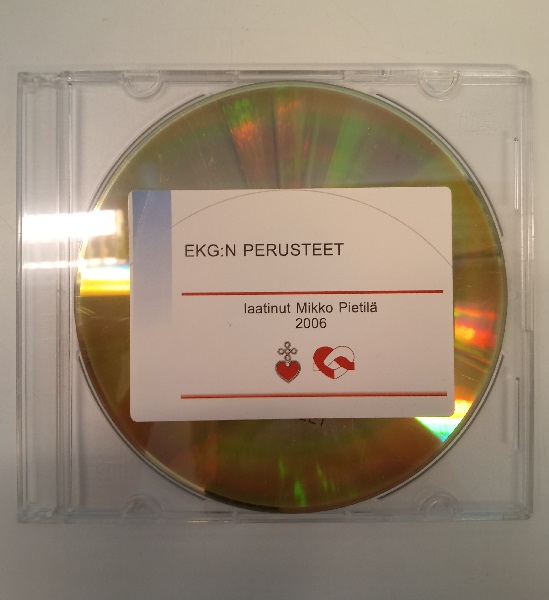 EKG:N PERUSTEET
laatinut Mikko Pietilä
2006